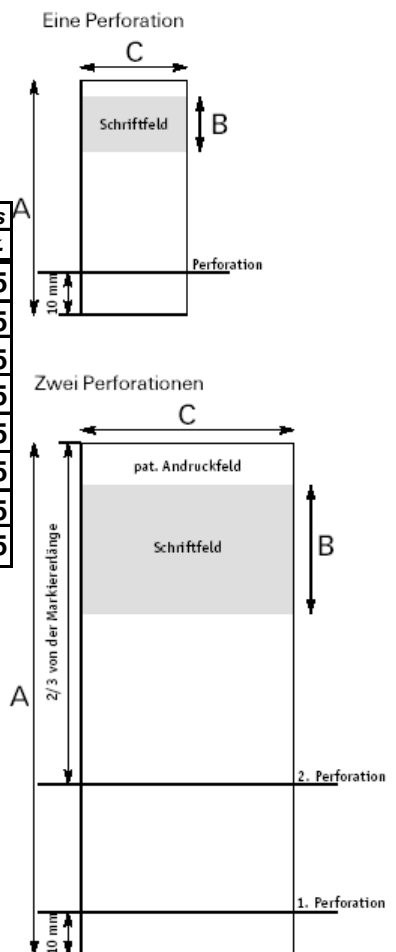 Eine Perforation
C
Schriftfeld
B
A
Perforation
10 mm
Zwei Perforationen
C
pat. Andruckfeld
Schriftfeld
B
2/3 von der Markiererlänge
A
2. Perforation
1. Perforation
10 mm